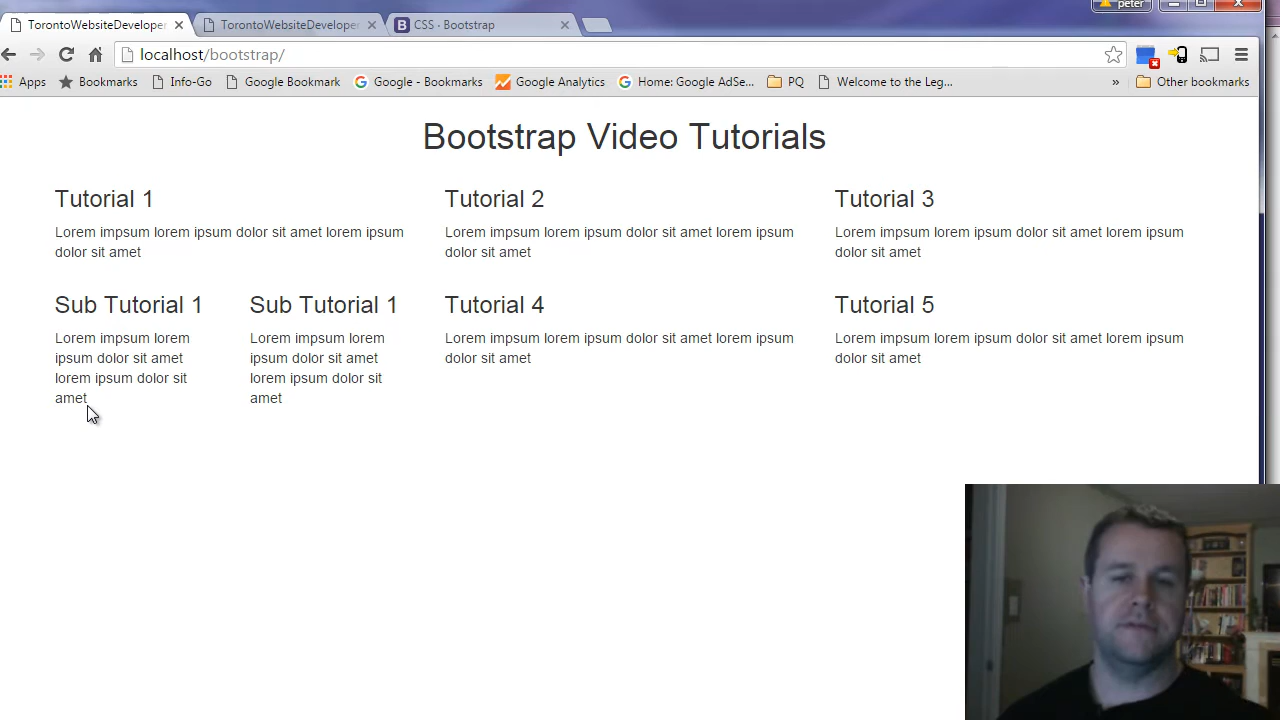 TorontoWebsiteDeveloper
TorontoWebsiteDeveloper
CSS · Bootstrap
peter
localhost/bootstrap/
Apps
Bookmarks
Info-Go
Google Bookmark
Google - Bookmarks
Google Analytics
Home: Google AdSe...
PQ
Welcome to the Leg...
»
Other bookmarks
Bootstrap Video Tutorials
Tutorial 1
Lorem impsum lorem ipsum dolor sit amet lorem ipsum
dolor sit amet
Tutorial 2
Lorem impsum lorem ipsum dolor sit amet lorem ipsum
dolor sit amet
Tutorial 3
Lorem impsum lorem ipsum dolor sit amet lorem ipsum
dolor sit amet
Sub Tutorial 1
Lorem impsum lorem
ipsum dolor sit amet
lorem ipsum dolor sit
amet
Sub Tutorial 1
Lorem impsum lorem
ipsum dolor sit amet
lorem ipsum dolor sit
amet
Tutorial 4
Lorem impsum lorem ipsum dolor sit amet lorem ipsum
dolor sit amet
Tutorial 5
Lorem impsum lorem ipsum dolor sit amet lorem ipsum
dolor sit amet